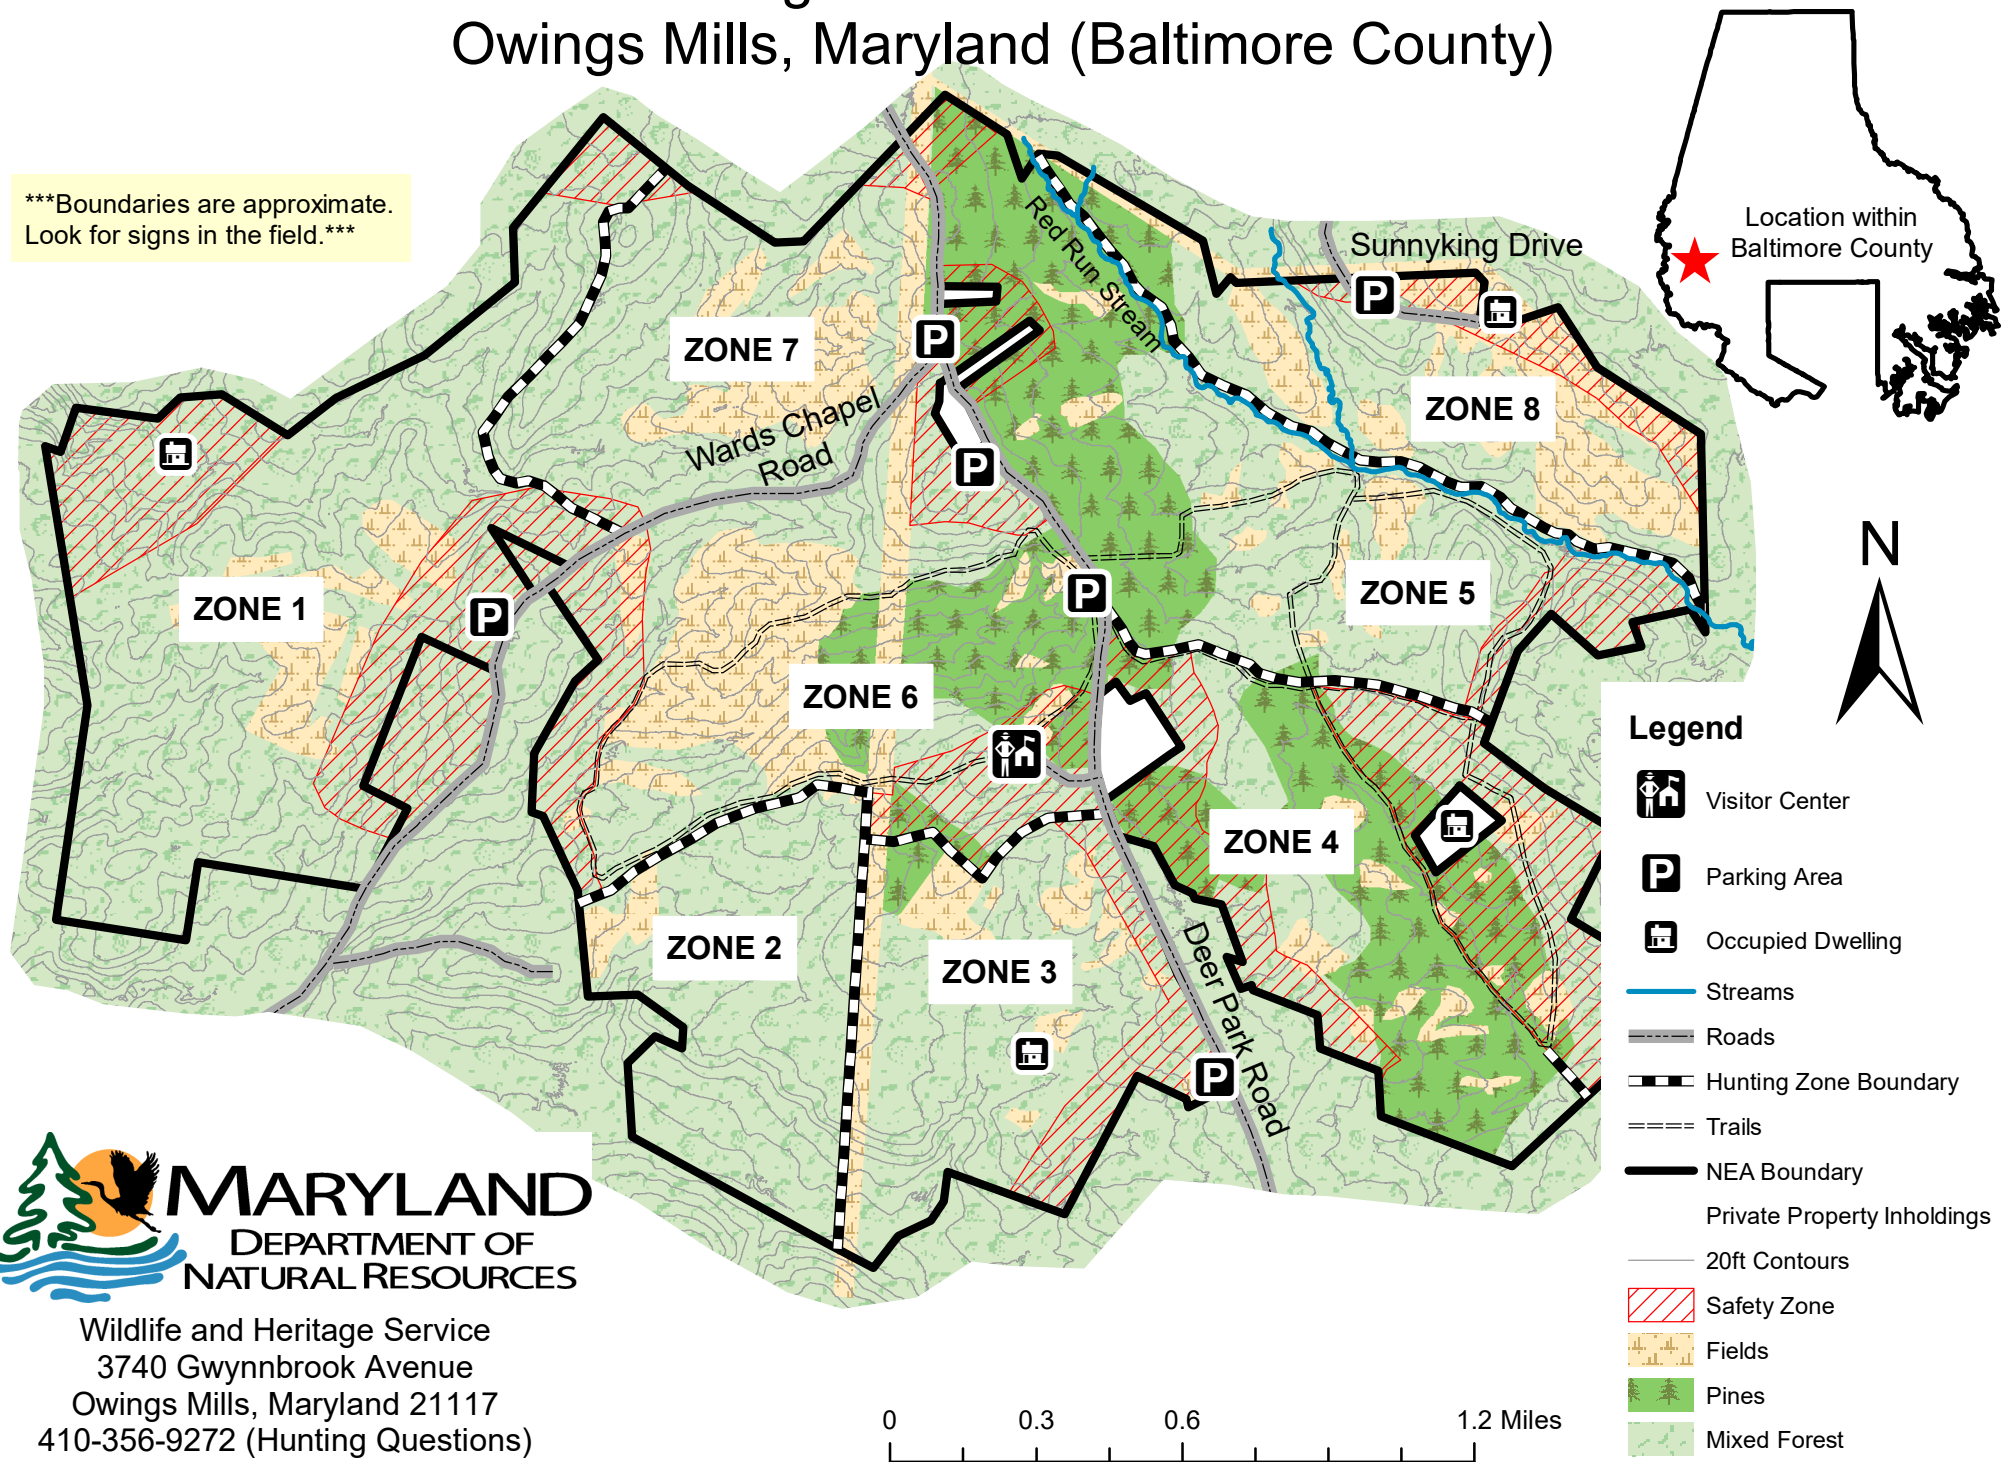 Owings Mills, Maryland (Baltimore County)
***Boundaries are approximate.
Look for signs in the field.***
Location within
Baltimore County
Sunnyking Drive
Red Run Stream
ZONE 7
P
P
ZONE 8
Wards Chapel
Road
P
N
ZONE 5
P
ZONE 1
P
ZONE 6
ZONE 4
ZONE 2
ZONE 3
Deer Park Road
P
Legend
Visitor Center
P
Parking Area
Occupied Dwelling
Streams
Roads
Hunting Zone Boundary
Trails
NEA Boundary
Private Property Inholdings
20ft Contours
Safety Zone
Fields
Pines
Mixed Forest
MARYLAND
DEPARTMENT OF
NATURAL RESOURCES
Wildlife and Heritage Service
3740 Gwynnbrook Avenue
Owings Mills, Maryland 21117
410-356-9272 (Hunting Questions)
0 0.3 0.6 1.2 Miles